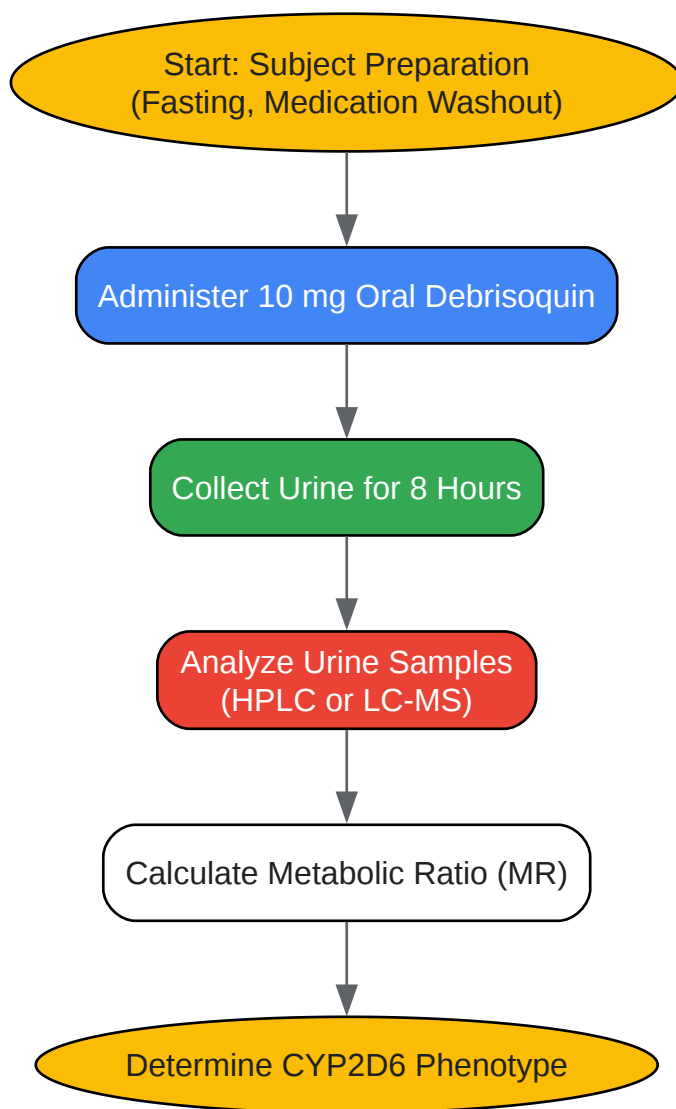 Start: Subject Preparation
(Fasting, Medication Washout)
Administer 10 mg Oral Debrisoquin
Collect Urine for 8 Hours
Analyze Urine Samples
(HPLC or LC-MS)
Calculate Metabolic Ratio (MR)
Determine CYP2D6 Phenotype